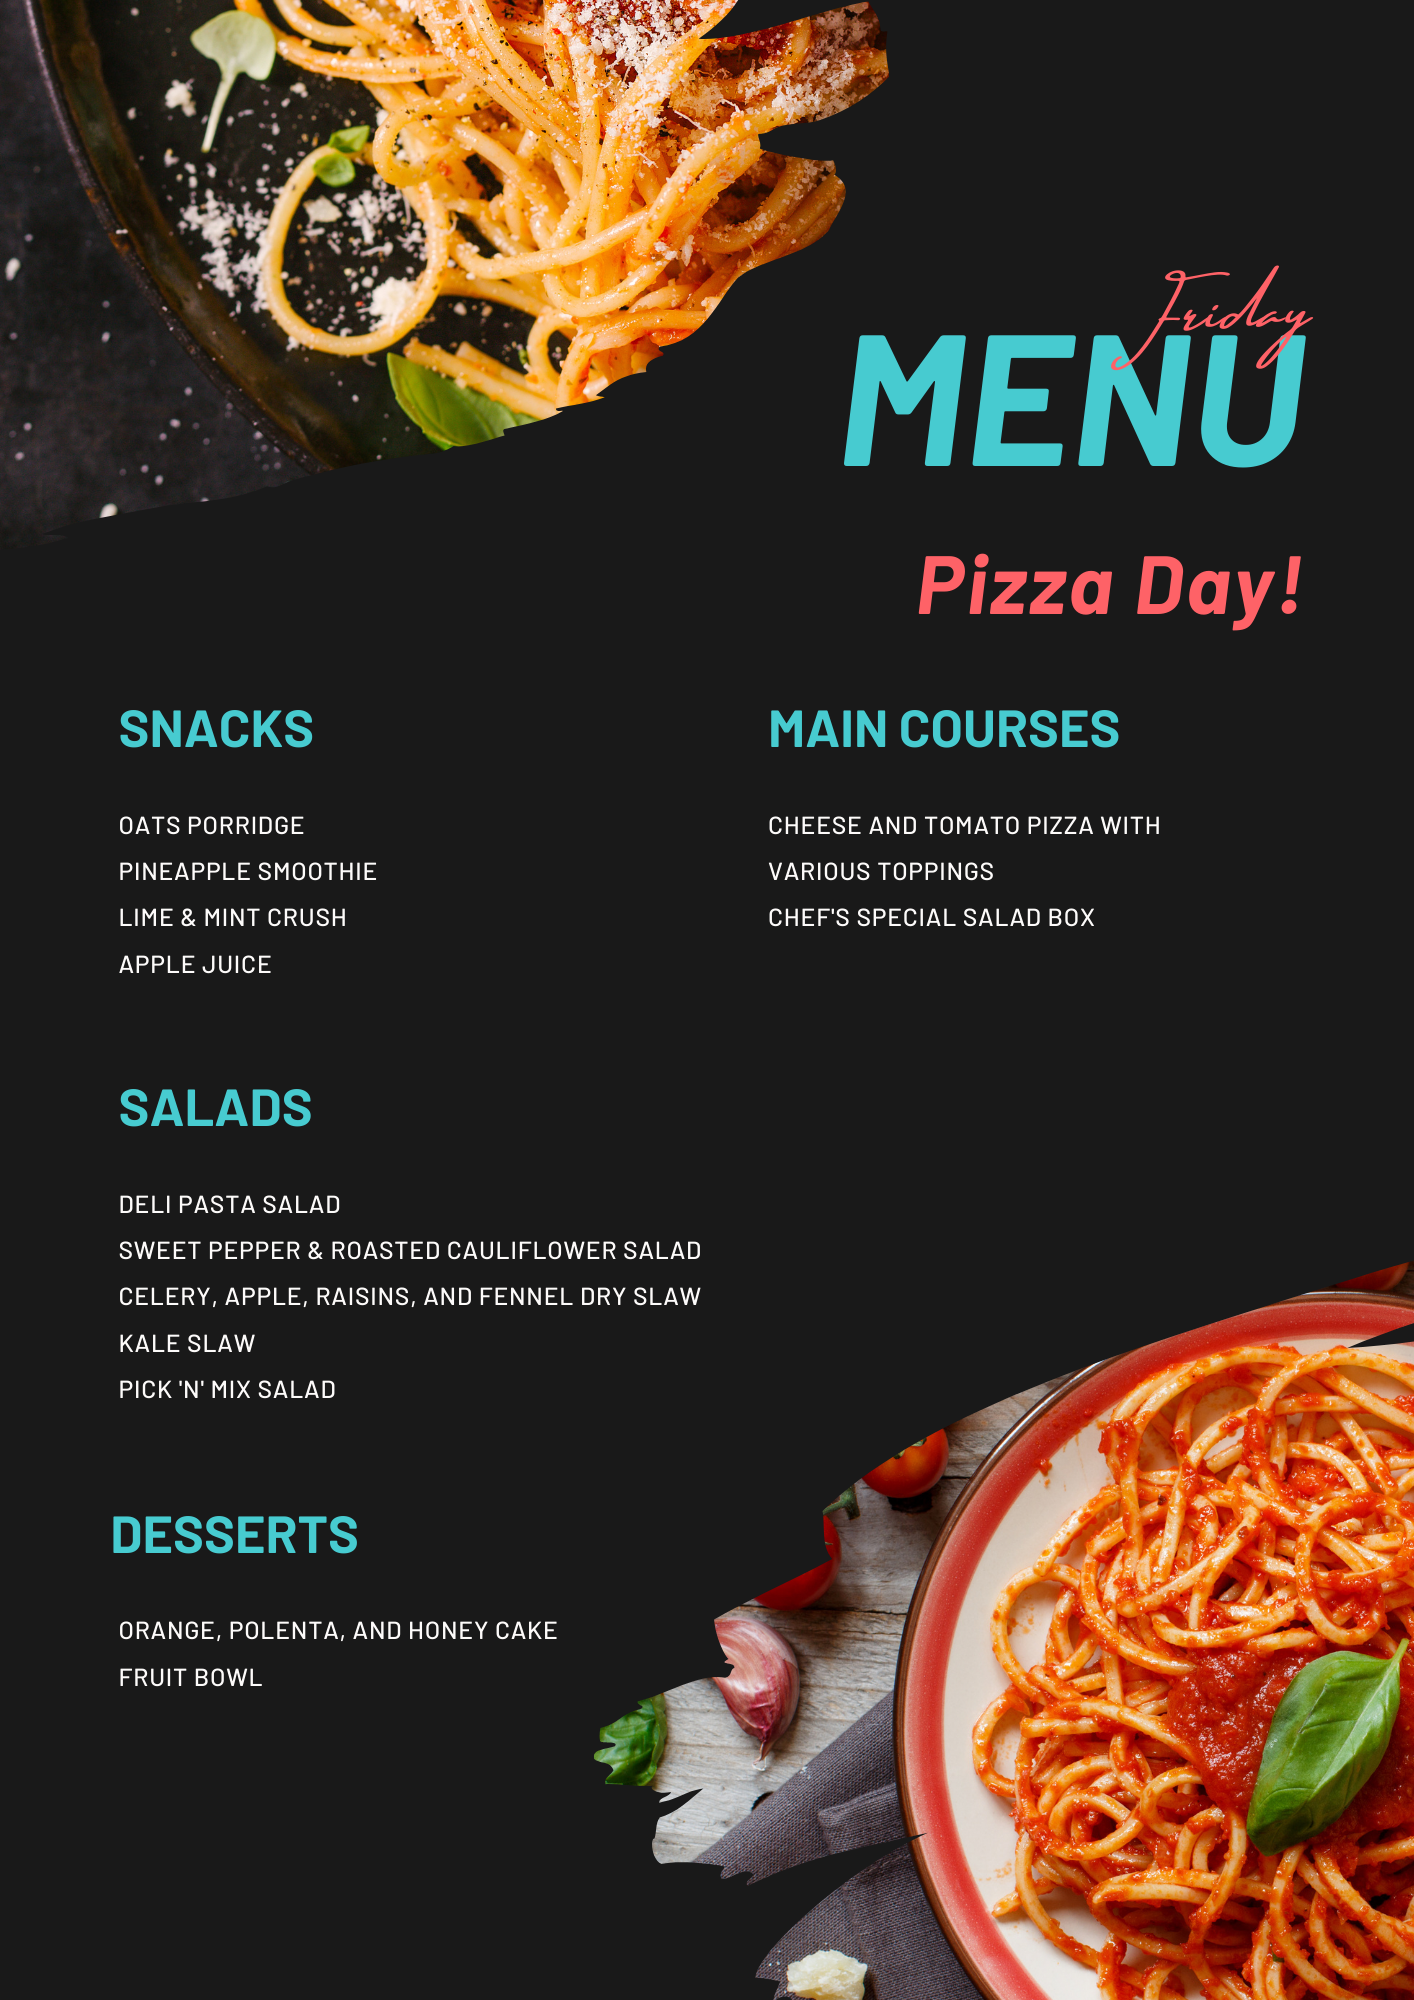 Friday
MENU
Pizza Day!
SNACKS
OATS PORRIDGE
PINEAPPLE SMOOTHIE
LIME & MINT CRUSH
APPLE JUICE
MAIN COURSES
CHEESE AND TOMATO PIZZA WITH
VARIOUS TOPPINGS
CHEF'S SPECIAL SALAD BOX
SALADS
DELI PASTA SALAD
SWEET PEPPER & ROASTED CAULIFLOWER SALAD
CELERY, APPLE, RAISINS, AND FENNEL DRY SLAW
KALE SLAW
PICK 'N' MIX SALAD
DESSERTS
ORANGE, POLENTA, AND HONEY CAKE
FRUIT BOWL